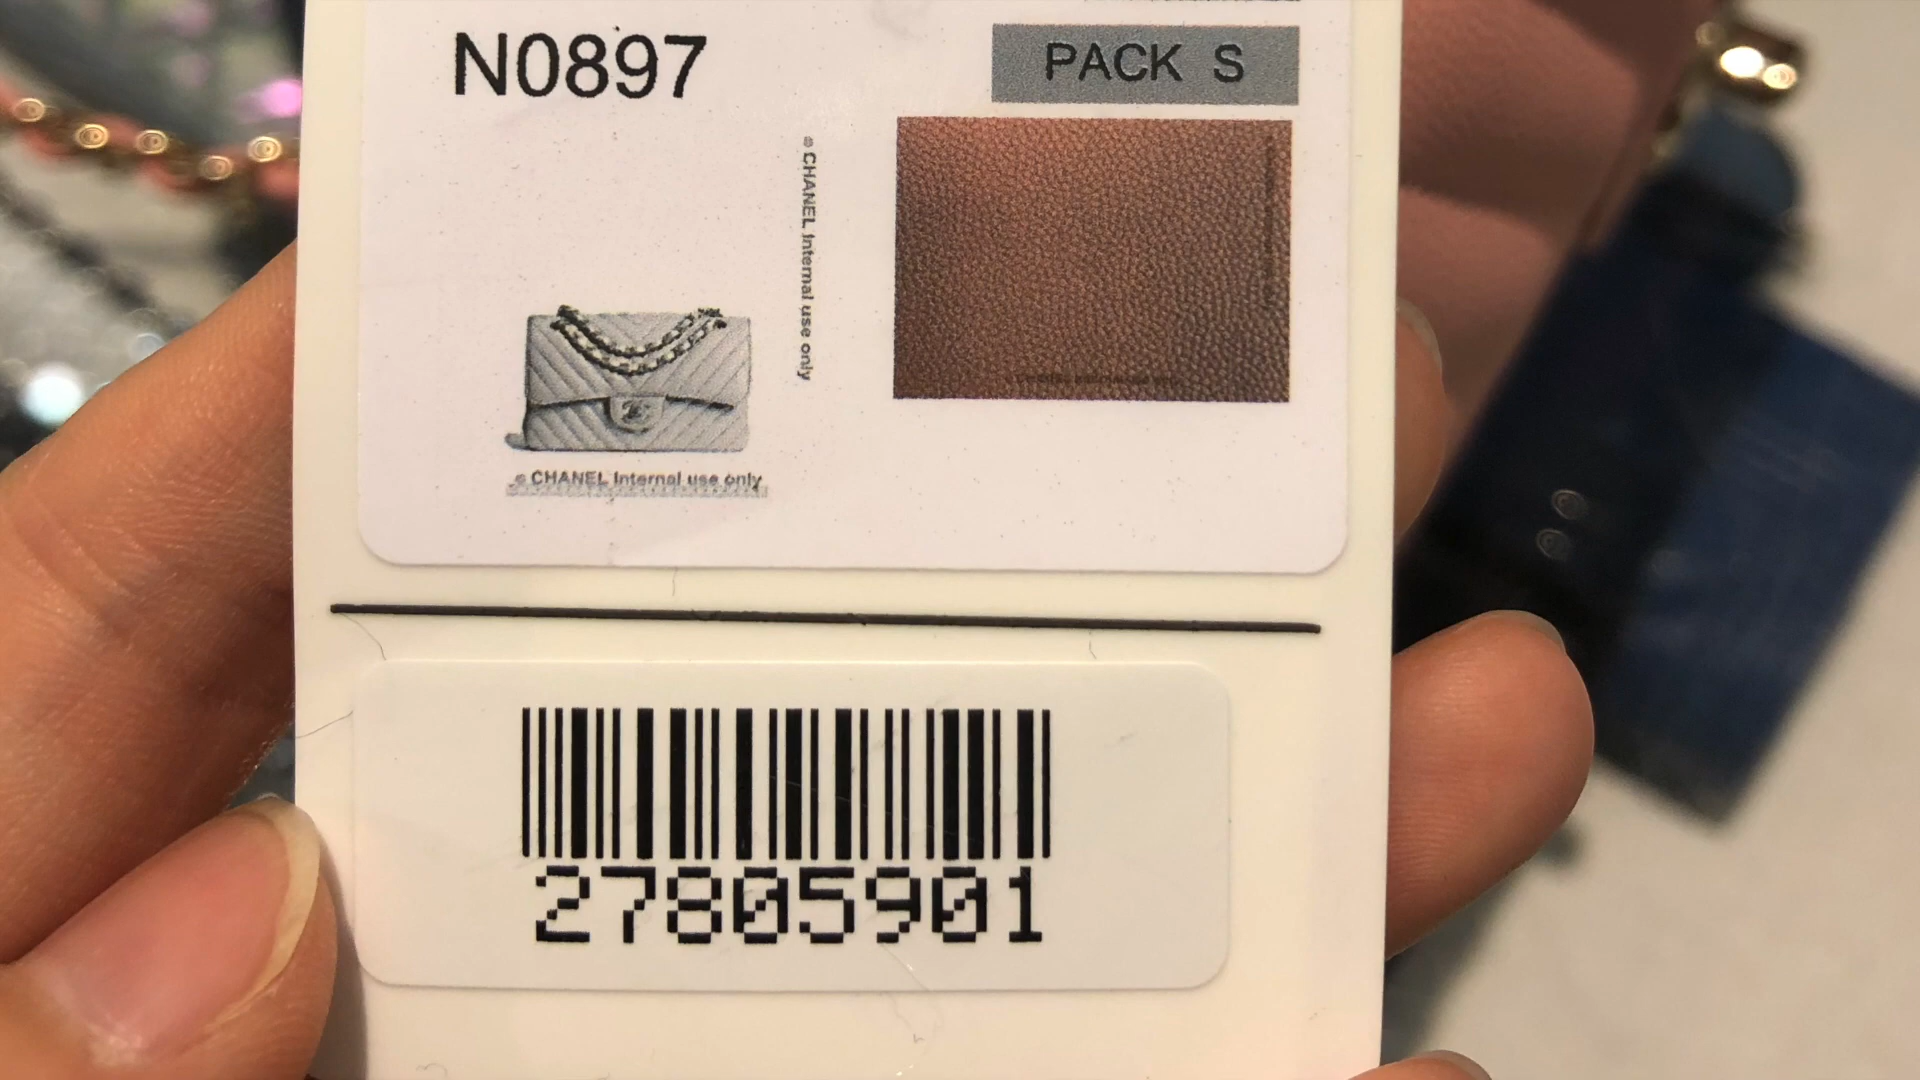 N0897
PACK S
© CHANEL Internal use only
© CHANEL Internal use only
27805901